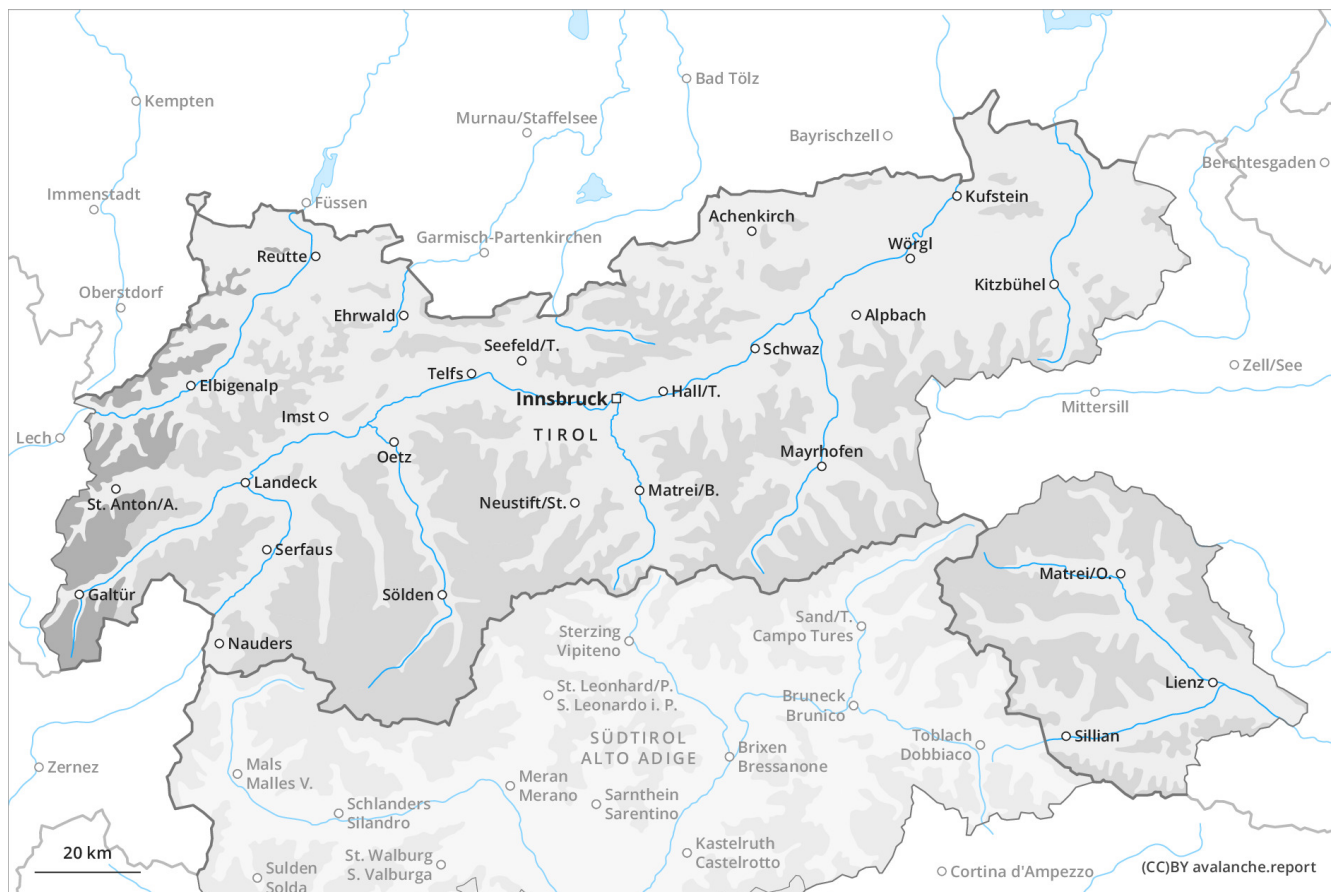 Kempten
Bad Tölz
Murnau/Staffelsee
Bayrischzell
Berchtesgaden
Immenstadt
Füssen
Kufstein
Achenkirch
Garmisch-Partenkirchen
Wörgl
Reutte
Oberstdorf
Kitzbühel
Ehrwald
Alpbach
Seefeld/T.
Schwaz
Zell/See
Telfs
Elbigenalp
Hall/T.
Innsbruck
Mittersill
Imst
Lech
TIROL
Oetz
Mayrhofen
Landeck
Matrei/B.
St. Anton/A.
Neustift/St.
Serfaus
Matrei/O.
Galtür
Sölden
Sand/T.
Campo Tures
Sterzing
Vipiteno
Nauders
Lienz
St. Leonhard/P.
S. Leonardo i. P.
Bruneck
Brunico
Toblach
Dobbiaco
Sillian
SÜDTIROL
ALTO ADIGE
Brixen
Bressanone
Zernez
Mals
Malles V.
Meran
Merano
Schlanders
Silandro
Sarnthein
Sarentino
Kastelruth
Castelrotto
20 km
St. Walburg
S. Valburga
Sulden
Solda
Cortina d'Ampezzo
(CC)BY avalanche.report